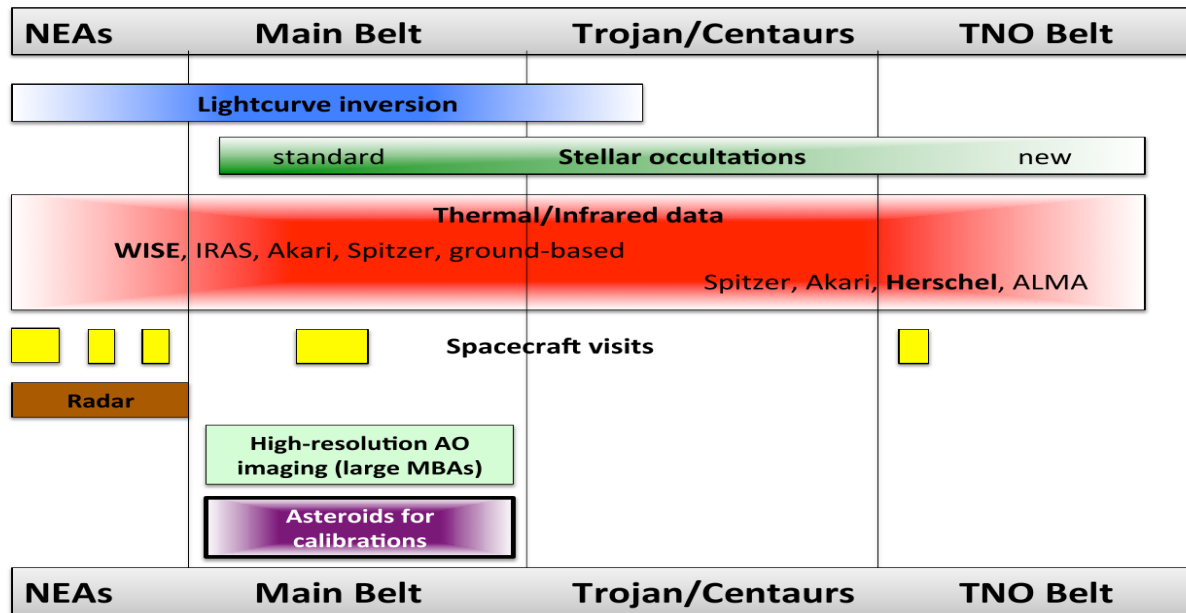 NEAs Main Belt Trojan/Centaurs TNO Belt
Lightcurve inversion
standard Stellar occultations new
Thermal/Infrared data
WISE, IRAS, Akari, Spitzer, ground-based
Spitzer, Akari, Herschel, ALMA
Spacecraft visits
Radar
High-resolution AO
imaging (large MBAs)
Asteroids for
calibrations
NEAs Main Belt Trojan/Centaurs TNO Belt